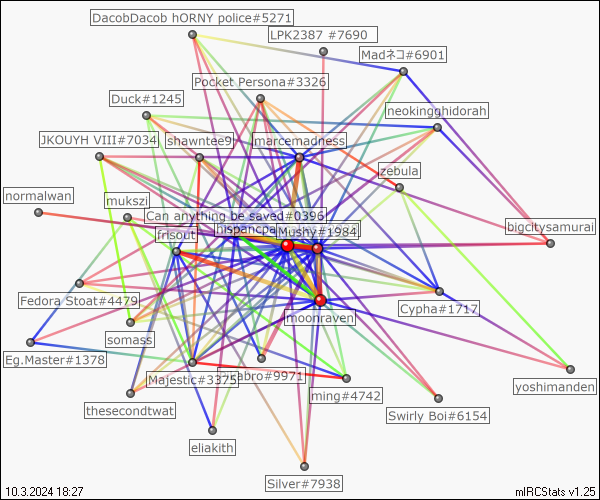 DacobDacob hORNY police#5271
LPK2387 #7690
Madネコ#6901
Pocket Persona#3326
Duck#1245
neokingghidorah
JKOUYH VIII#7034
shawntee9
marcemadness
zebula
normalwan
mukszi
Can anything be saved#0396
bigcitysamurai
frisout
Mushy#1984
Fedora Stoat#4479
Cypha#1717
somass
moonraven
Eg.Master#1378
Majestic#3375
#9971
yoshimanden
thesecondtwat
ming#4742
Swirly Boi#6154
eliakith
Silver#7938
10.3.2024 18:27
mIRCStats v1.25